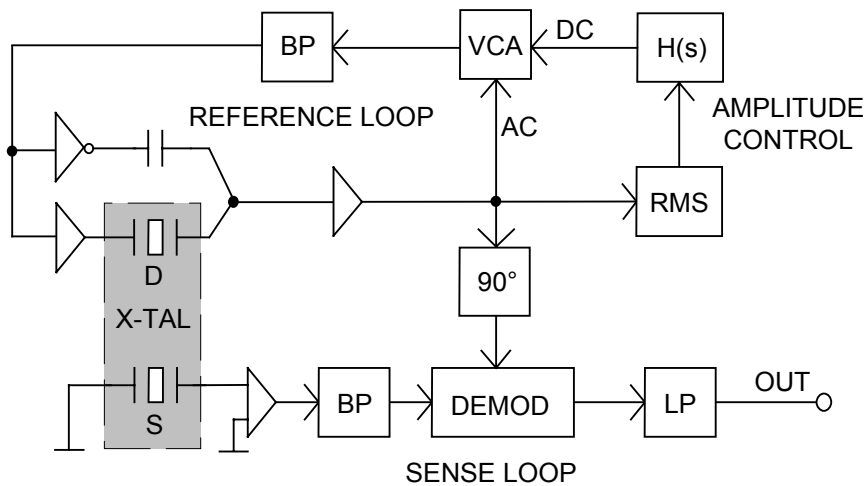 BP
VCA
DC
H(s)
REFERENCE LOOP
AC
AMPLITUDE
CONTROL
RMS
D
90°
X-TAL
S
BP
DEMOD
LP
OUT
SENSE LOOP